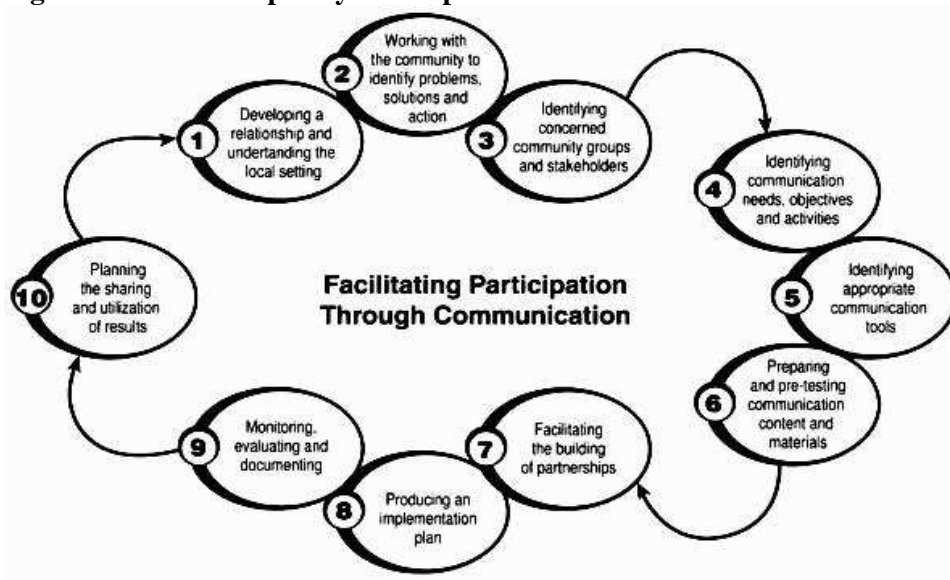 1
Developing a
relationship and
undertanding the
local setting
2
Working with
the community to
identify problems,
solutions and
action
3
Identifying
concerned
community groups
and stakeholders
4
Identifying
communication
needs, objectives
and activities
5
Identifying
appropriate
communication
tools
6
Preparing
and pre-testing
communication
content and
materials
7
Facilitating
the building
of partnerships
8
Producing an
implementation
plan
9
Monitoring,
evaluating and
documenting
10
Planning
the sharing
and utilization
of results
Facilitating Participation
Through Communication